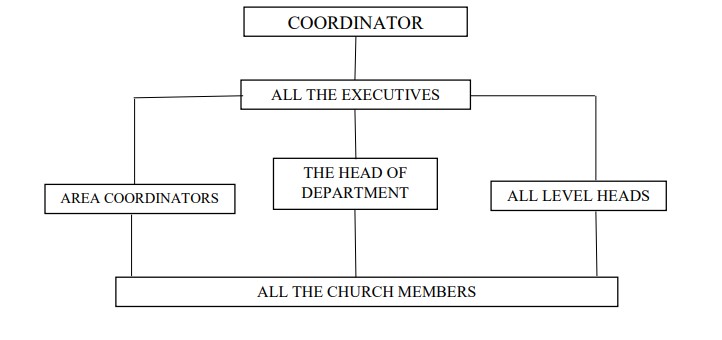 COORDINATOR
ALL THE EXECUTIVES
AREA COORDINATORS
THE HEAD OF
DEPARTMENT
ALL LEVEL HEADS
ALL THE CHURCH MEMBERS